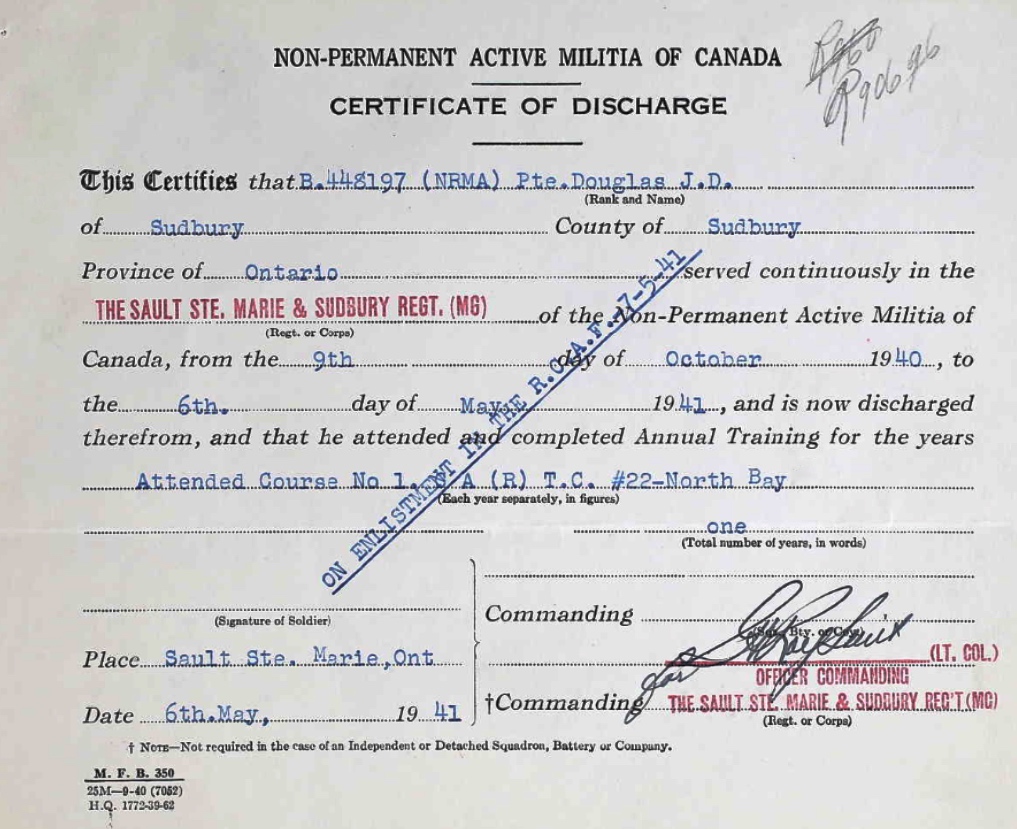 NON-PERMANENT ACTIVE MILITIA OF CANADA
CERTIFICATE OF DISCHARGE
This Certifies that B.448197 (NRMA) Pte.Douglas J.D.
(Rank and Name)
of Sudbury County of Sudbury
Province of Ontario served continuously in the
THE SAULT STE. MARIE & SUDBURY REGT. (MG) of the Non-Permanent Active Militia of
(Regt. or Corps)
Canada, from the 9th day of October 1940, to
the 6th. day of May 1941, and is now discharged
therefrom, and that he attended and completed Annual Training for the years
Attended Course No 1. A (R) T.C. #22-North Bay
(Each year separately, in figures)
one
(Total number of years, in words)
ON ENLISTMENT IN THE R.C.A.F. 7-5-41
(Signature of Soldier)
Commanding
Place Sault Ste. Marie,Ont
for
(LT. COL.)
OFFICER COMMANDING
†Commanding THE SAULT STE. MARIE & SUDBURY REG'T (MG)
(Regt. or Corps)
Date 6th.May, 1941
† NOTE—Not required in the case of an Independent or Detached Squadron, Battery or Company.
M. F. B. 350
25M—9-40 (7052)
H.Q. 1772-39-62